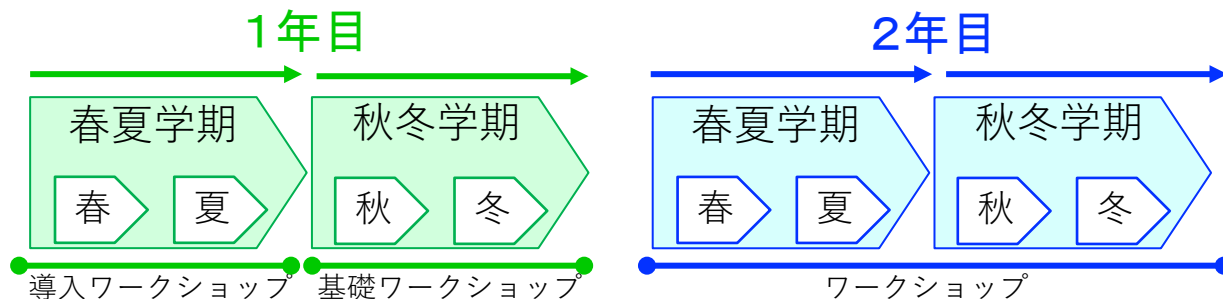 １年目
２年目
春夏学期
秋冬学期
春夏学期
秋冬学期
春
夏
秋
冬
春
夏
秋
冬
導入ワークショップ
基礎ワークショップ
ワークショップ